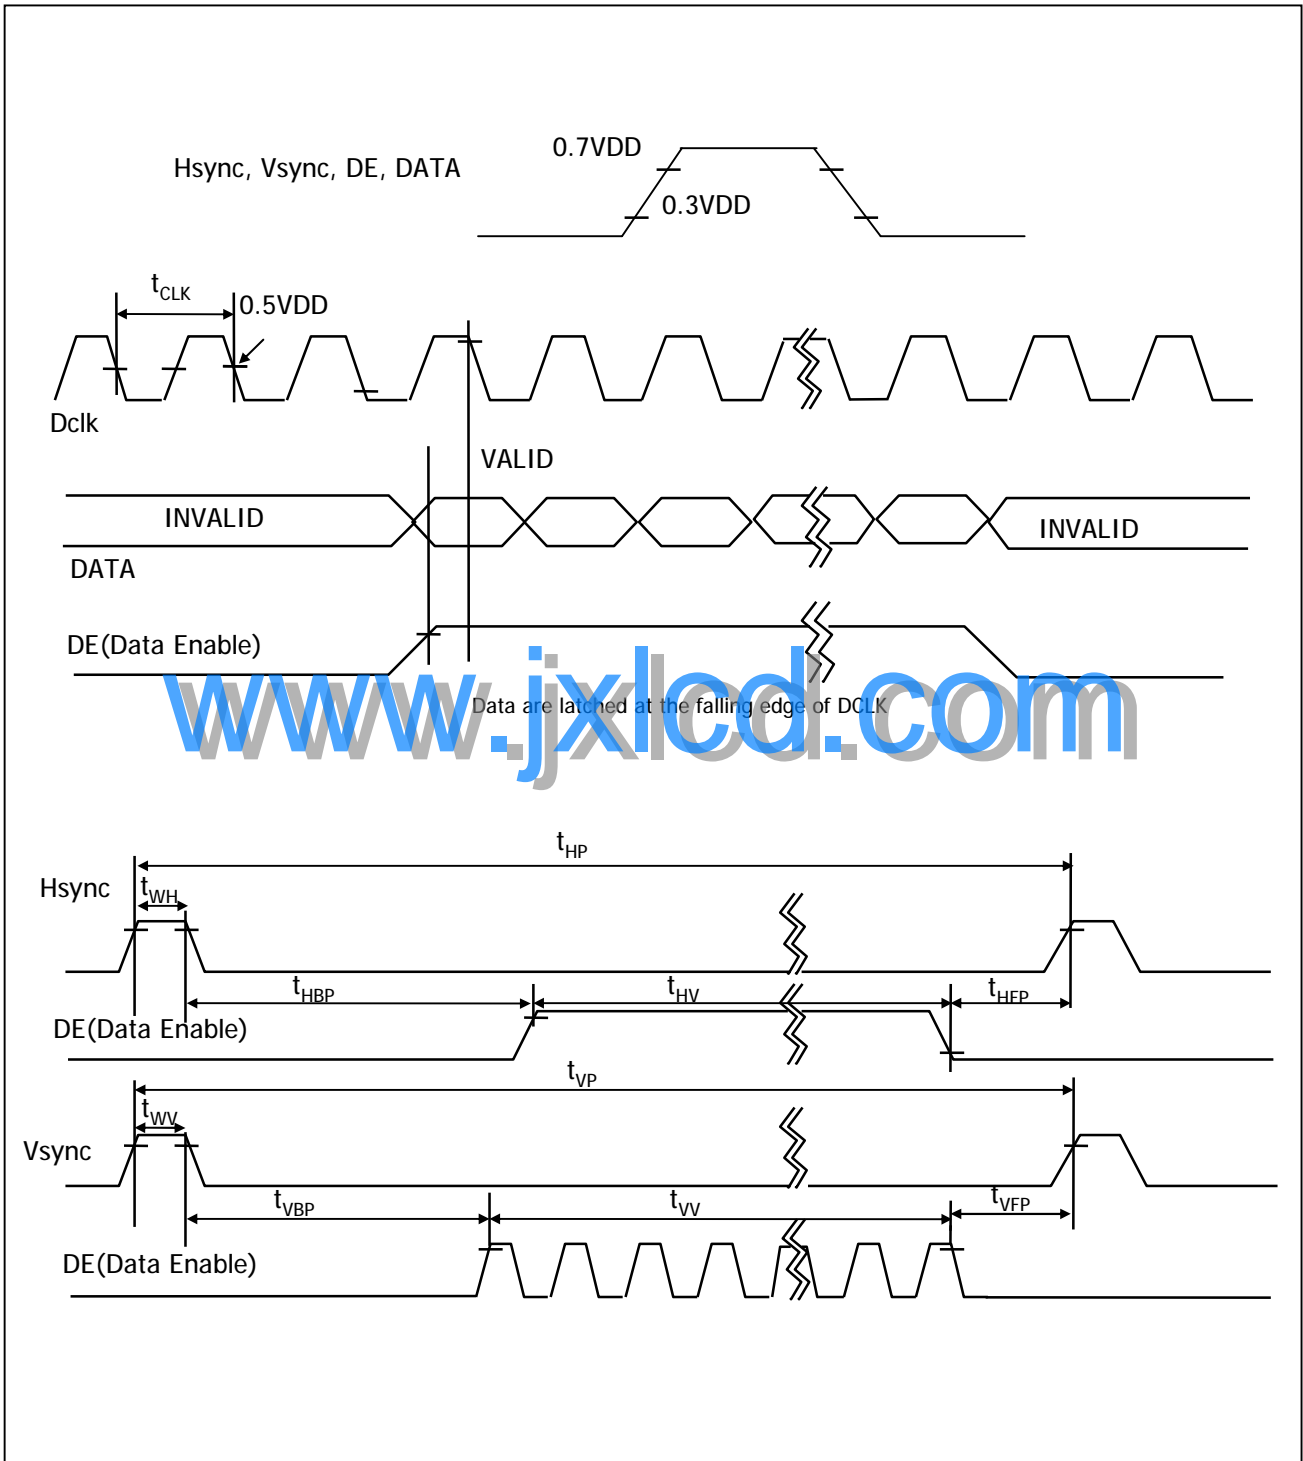 0.7VDD
Hsync, Vsync, DE, DATA
0.3VDD
tCLK
0.5VDD
Dclk
VALID
INVALID
INVALID
DATA
DE(Data Enable)
www.jxlcd.com
Data are latched at the falling edge of DCLK
tHP
Hsync
tWH
tHBP
tHV
tHFP
DE(Data Enable)
tVP
tWV
Vsync
tVBP
tVV
tVFP
DE(Data Enable)